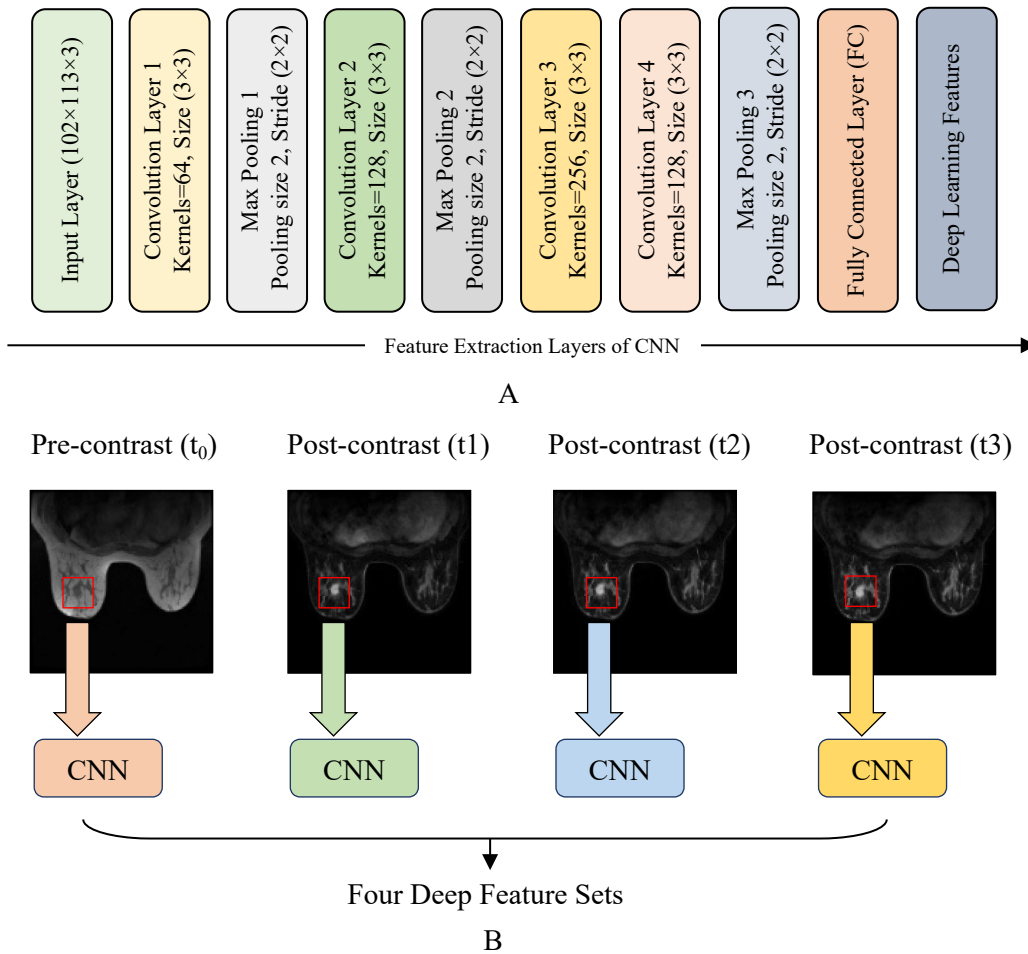 Input Layer (102×113×3)
Convolution Layer 1
Kernels=64, Size (3×3)
Max Pooling 1
Pooling size 2, Stride (2×2)
Convolution Layer 2
Kernels=128, Size (3×3)
Max Pooling 2
Pooling size 2, Stride (2×2)
Convolution Layer 3
Kernels=256, Size (3×3)
Convolution Layer 4
Kernels=128, Size (3×3)
Max Pooling 3
Pooling size 2, Stride (2×2)
Fully Connected Layer (FC)
Deep Learning Features
Feature Extraction Layers of CNN
A
Pre-contrast (t₀)
Post-contrast (t1)
Post-contrast (t2)
Post-contrast (t3)
CNN
CNN
CNN
CNN
Four Deep Feature Sets
B